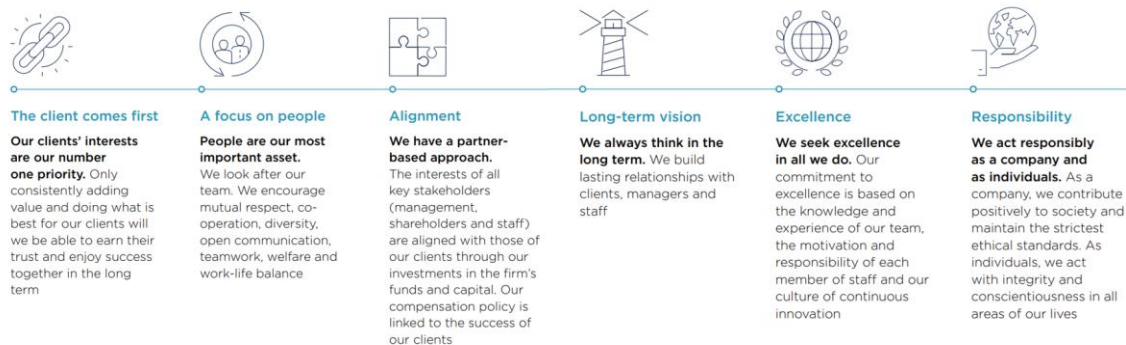 The client comes first
Our clients' interests
are our number
one priority. Only
consistently adding
value and doing what is
best for our clients will
we be able to earn their
trust and enjoy success
together in the long
term
A focus on people
People are our most
important asset.
We look after our
team. We encourage
mutual respect, co-
operation, diversity,
open communication,
teamwork, welfare and
work-life balance
Alignment
We have a partner-
based approach.
The interests of all
key stakeholders
(management,
shareholders and staff)
are aligned with those of
our clients through our
investments in the firm's
funds and capital. Our
compensation policy is
linked to the success of
our clients
Long-term vision
We always think in the
long term. We build
lasting relationships with
clients, managers and
staff
Excellence
We seek excellence
in all we do. Our
commitment to
excellence is based on
the knowledge and
experience of our team,
the motivation and
responsibility of each
member of staff and our
culture of continuous
innovation
Responsibility
We act responsibly
as a company and
as individuals. As a
company, we contribute
positively to society and
maintain the strictest
ethical standards. As
individuals, we act
with integrity and
conscientiousness in all
areas of our lives